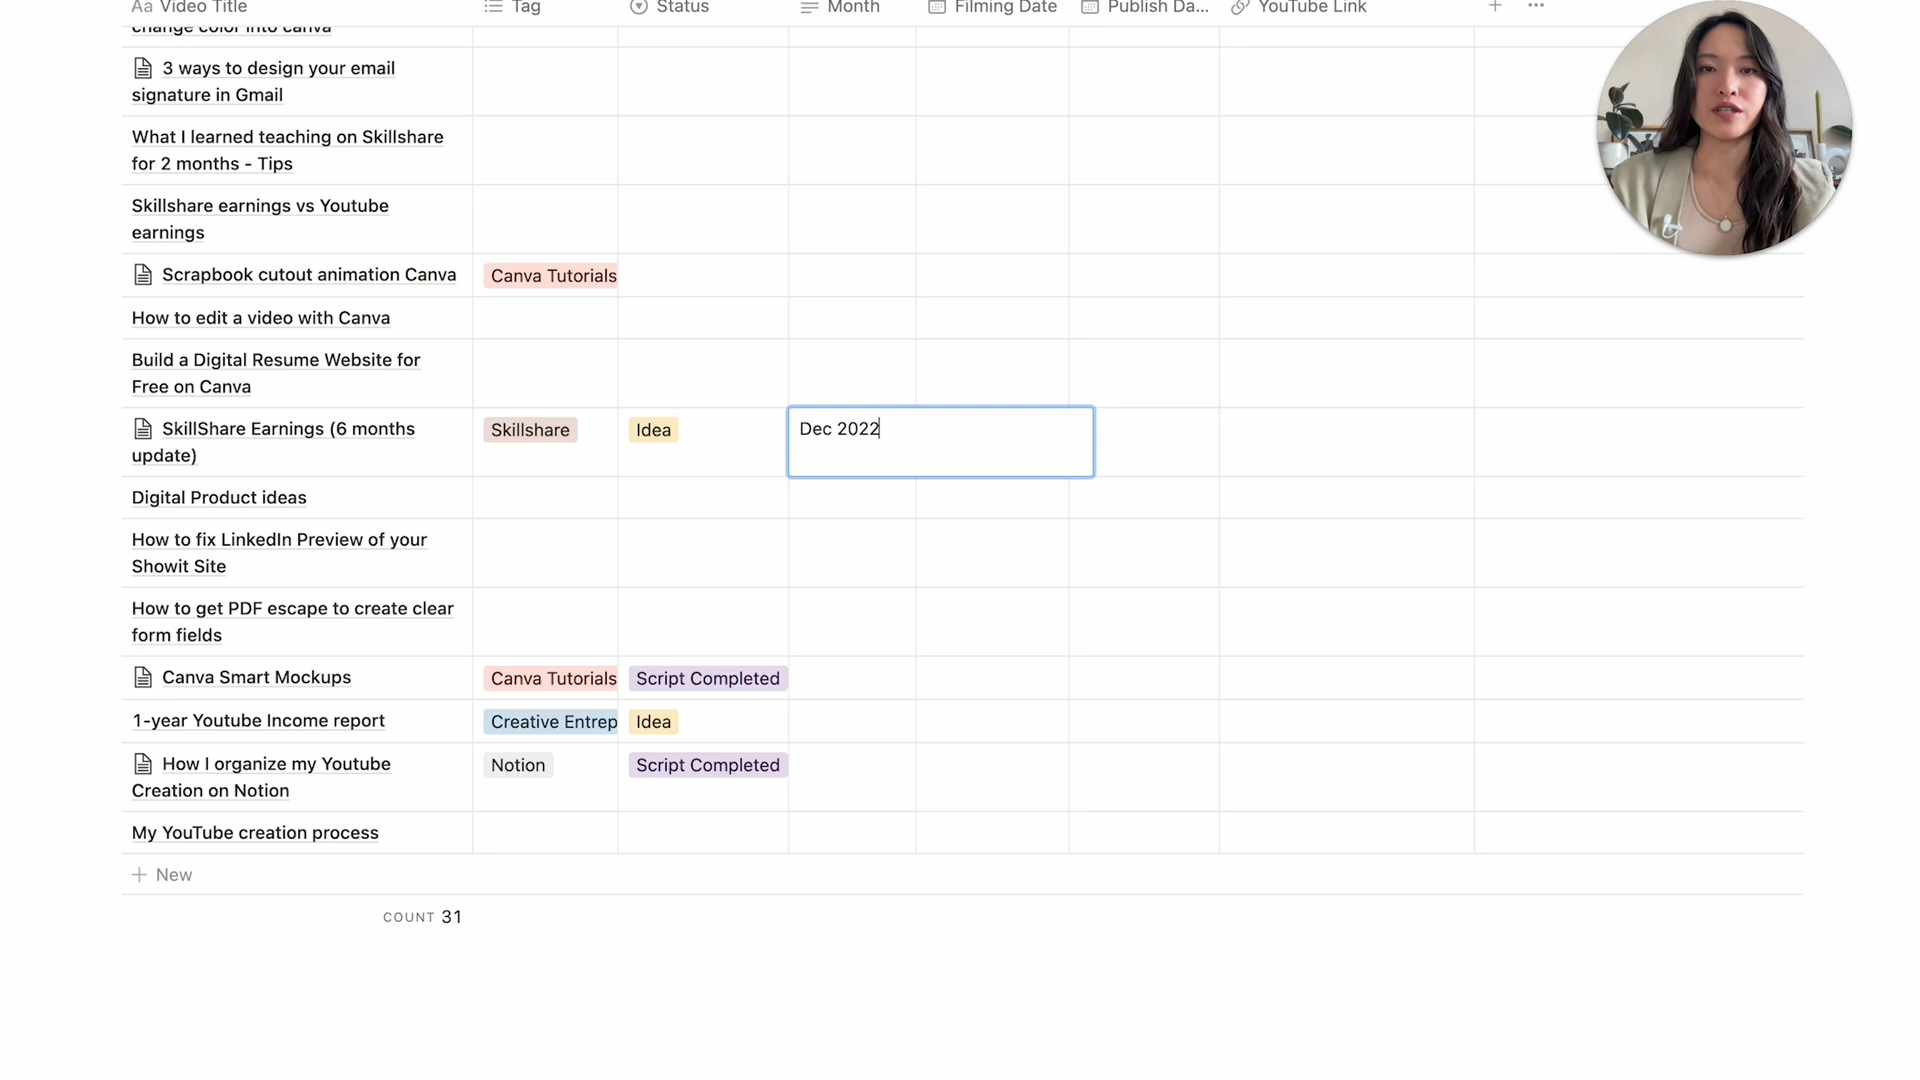 Aa Video Title Tag Status Month Filming Date Publish Da... YouTube Link + ...
change color into canva
3 ways to design your email
signature in Gmail
What I learned teaching on Skillshare
for 2 months - Tips
Skillshare earnings vs Youtube
earnings
Scrapbook cutout animation Canva Canva Tutorials
How to edit a video with Canva
Build a Digital Resume Website for
Free on Canva
SkillShare Earnings (6 months Skillshare Idea Dec 2022
update)
Digital Product ideas
How to fix LinkedIn Preview of your
Showit Site
How to get PDF escape to create clear
form fields
Canva Smart Mockups Canva Tutorials Script Completed
1-year Youtube Income report Creative Entrep Idea
How I organize my Youtube Notion Script Completed
Creation on Notion
My YouTube creation process
+ New
COUNT 31